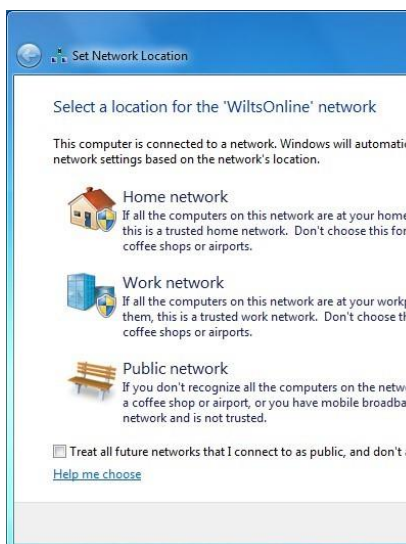 Set Network Location
Select a location for the 'WiltsOnline' network
This computer is connected to a network. Windows will automatic
network settings based on the network's location.
Home network
If all the computers on this network are at your home
this is a trusted home network. Don't choose this for
coffee shops or airports.
Work network
If all the computers on this network are at your workp
them, this is a trusted work network. Don't choose th
coffee shops or airports.
Public network
If you don't recognize all the computers on the netwo
a coffee shop or airport, or you have mobile broadba
network and is not trusted.
Treat all future networks that I connect to as public, and don't a
Help me choose